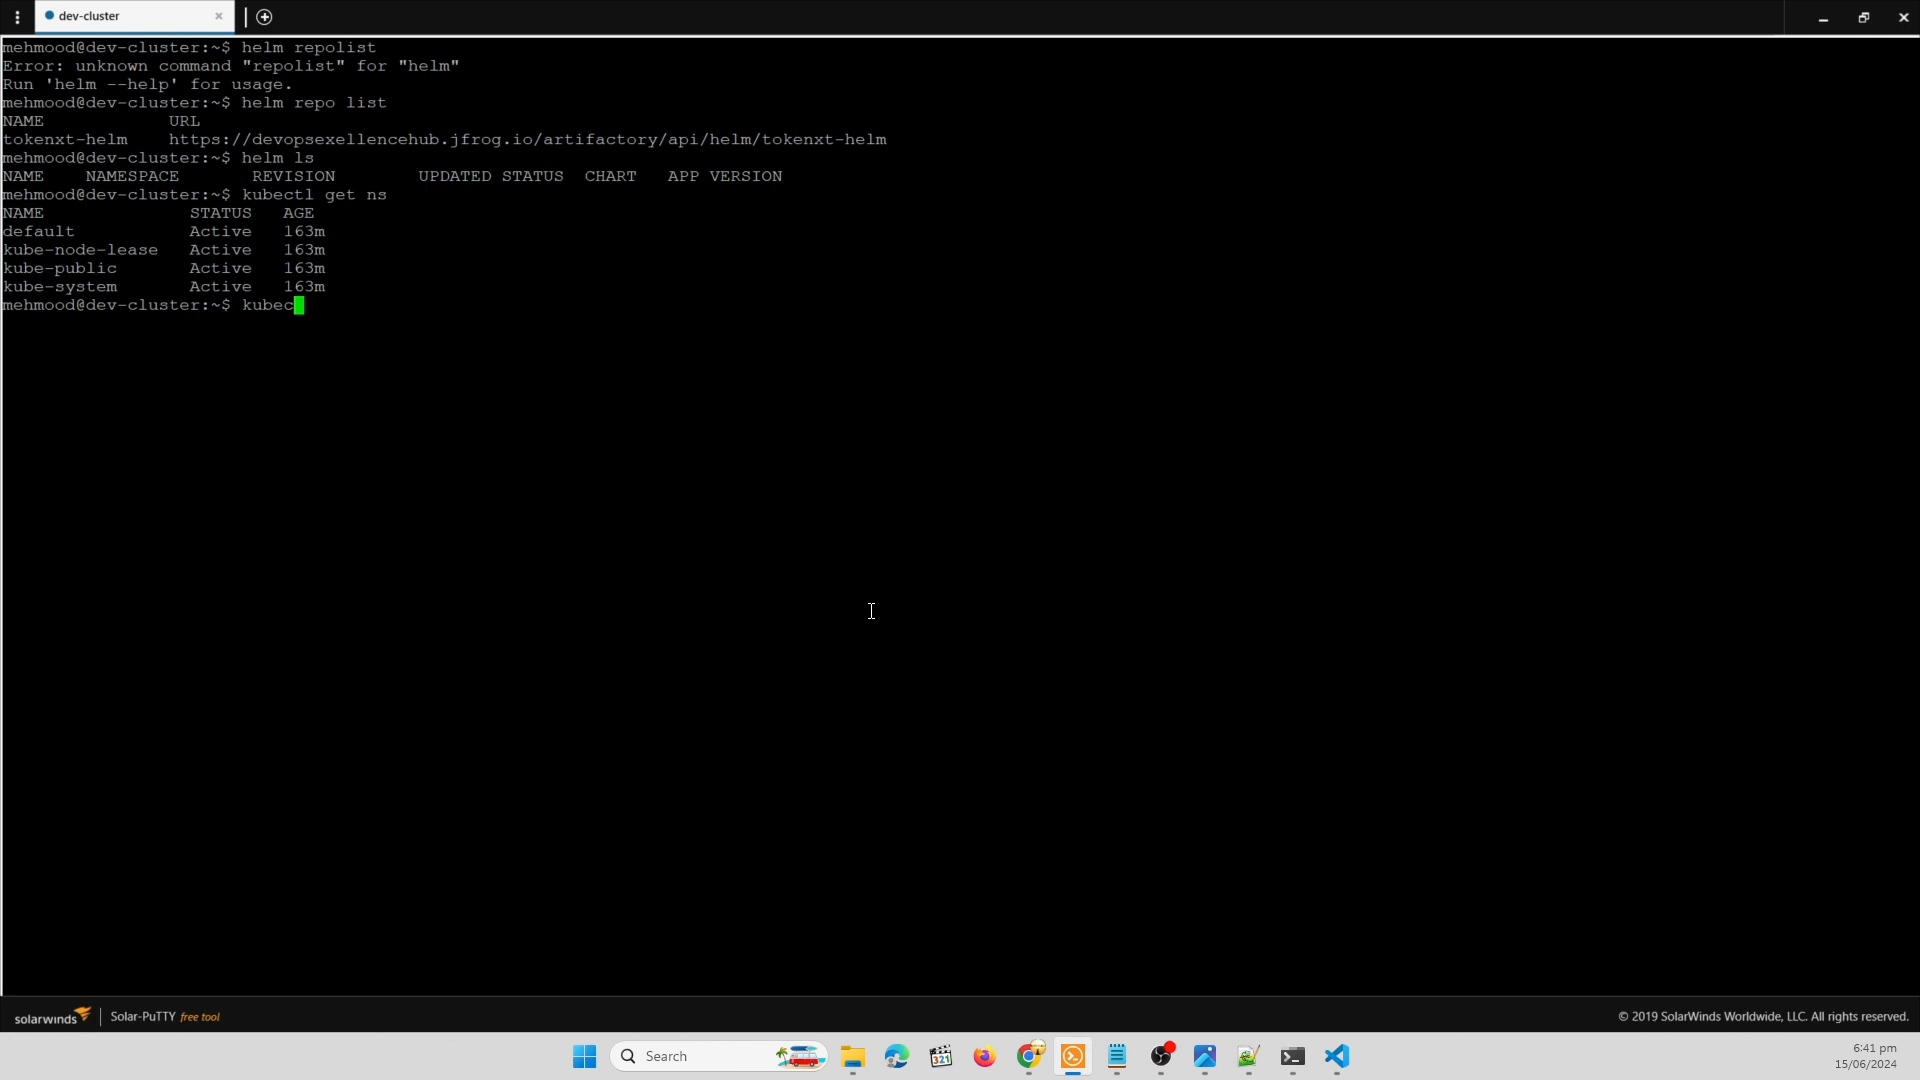 dev-cluster
mehmood@dev-cluster:~$ helm repolist
Error: unknown command "repolist" for "helm"
Run 'helm --help' for usage.
mehmood@dev-cluster:~$ helm repo list
NAME URL
tokenxt-helm https://devopsexellencehub.jfrog.io/artifactory/api/helm/tokenxt-helm
mehmood@dev-cluster:~$ helm ls
NAME NAMESPACE REVISION UPDATED STATUS CHART APP VERSION
mehmood@dev-cluster:~$ kubectl get ns
NAME STATUS AGE
default Active 163m
kube-node-lease Active 163m
kube-public Active 163m
kube-system Active 163m
mehmood@dev-cluster:~$ kubec
solarwinds Solar-PuTTY free tool © 2019 SolarWinds Worldwide, LLC. All rights reserved.
Search 321 6:41 pm
15/06/2024